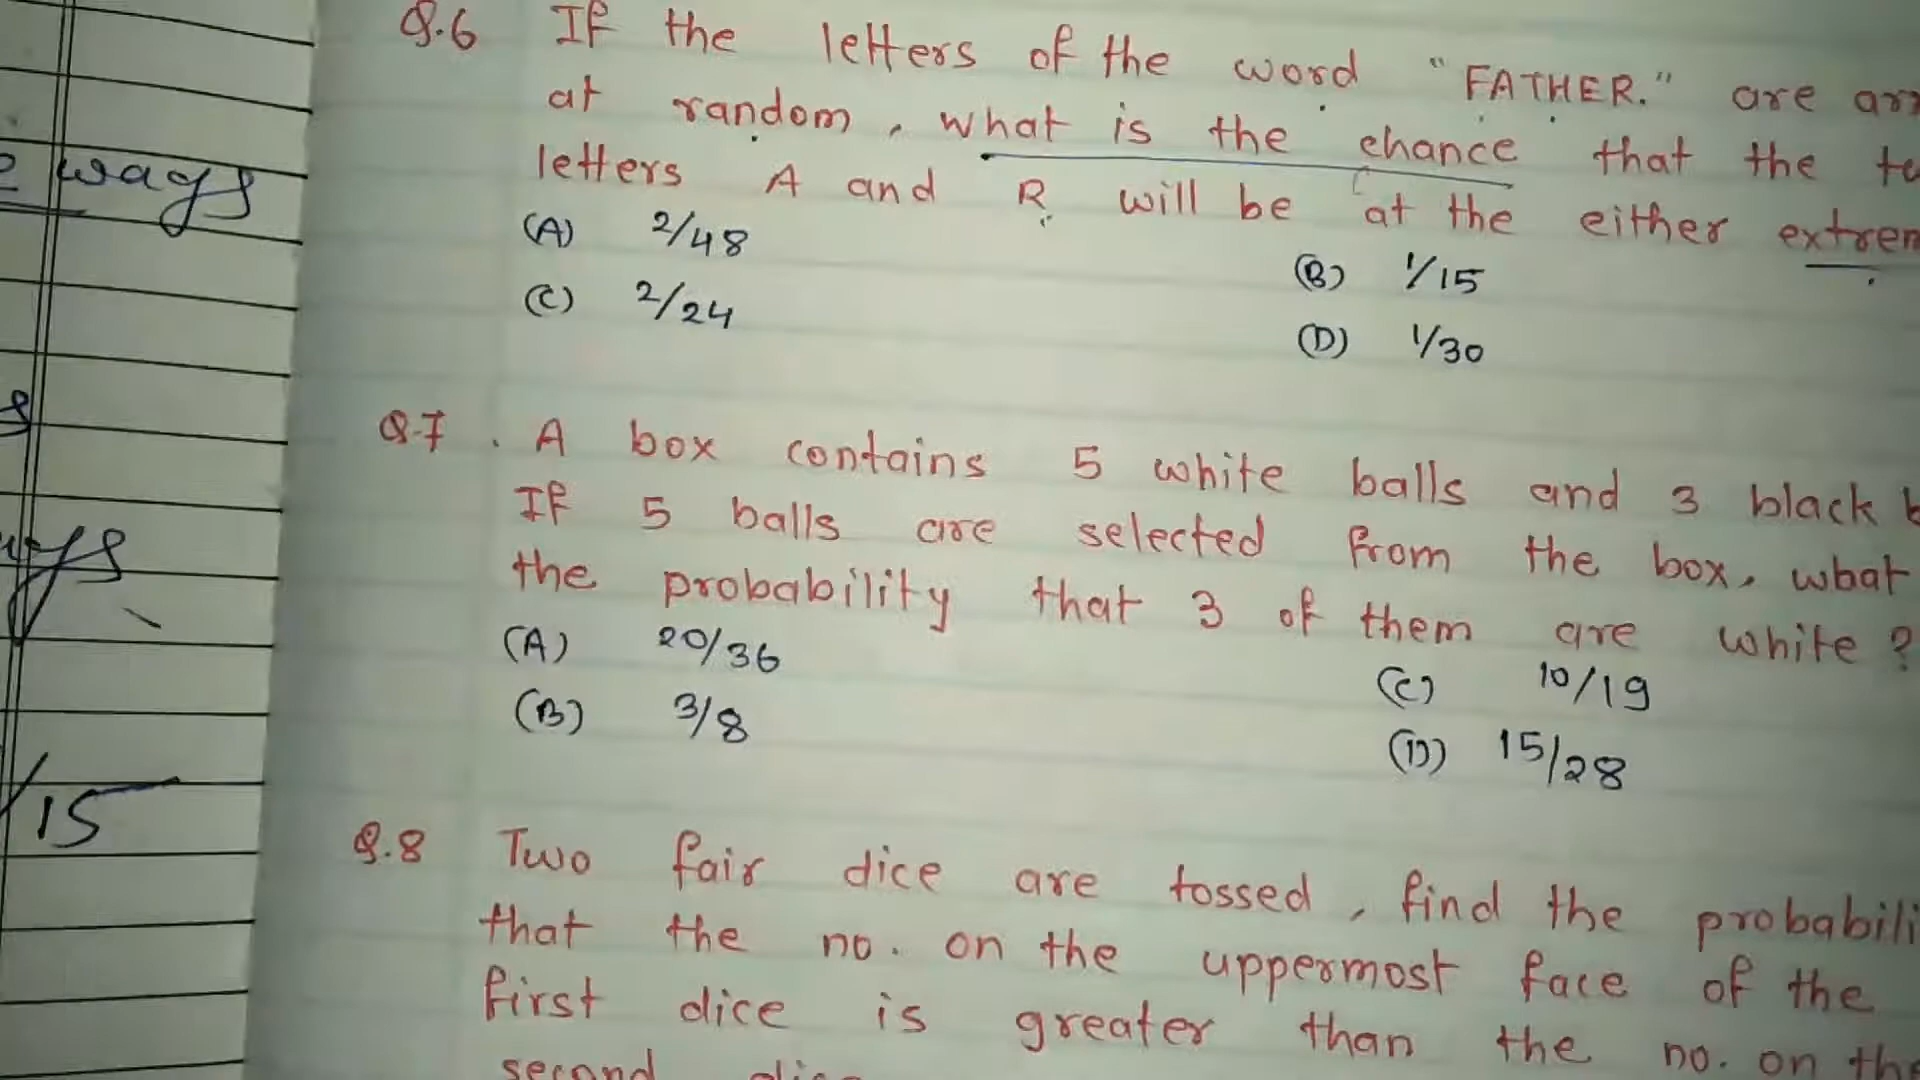 ways
15
Q.6 If the letters of the word "FATHER." are
at random, what is the chance that the
letters A and R will be at the either
(A) 2/48
(B) 1/15
(C) 2/24
(D) 1/30
Q.7. A box contains 5 white balls and 3 black
If 5 balls are selected from the box, what
the probability that 3 of them are white?
(A) 20/36
(C) 10/19
(B) 3/8
(D) 15/28
Q.8 Two fair dice are tossed, find the
that the no. on the uppermost face of the
first dice is greater than the no. on
second